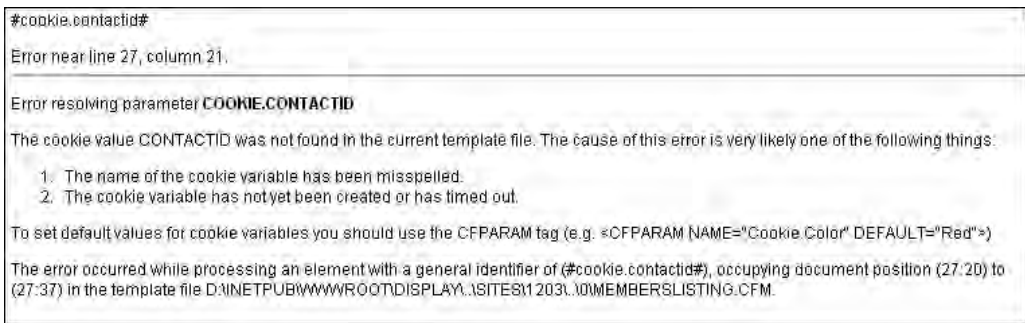 #cookie.contactid#
Error near line 27, column 21.
Error resolving parameter COOKIE.CONTACTID
The cookie value CONTACTID was not found in the current template file. The cause of this error is very likely one of the following things:
1. The name of the cookie variable has been misspelled.
2. The cookie variable has not yet been created or has timed out.
To set default values for cookie variables you should use the CFPARAM tag (e.g. <CFPARAM NAME="Cookie.Color" DEFAULT="Red">)
The error occurred while processing an element with a general identifier of (#cookie.contactid#), occupying document position (27:20) to
(27:37) in the template file D:\INETPUB\WWWROOT\DISPLAY\..\SITES\1203\..\0\MEMBERSLISTING.CFM.